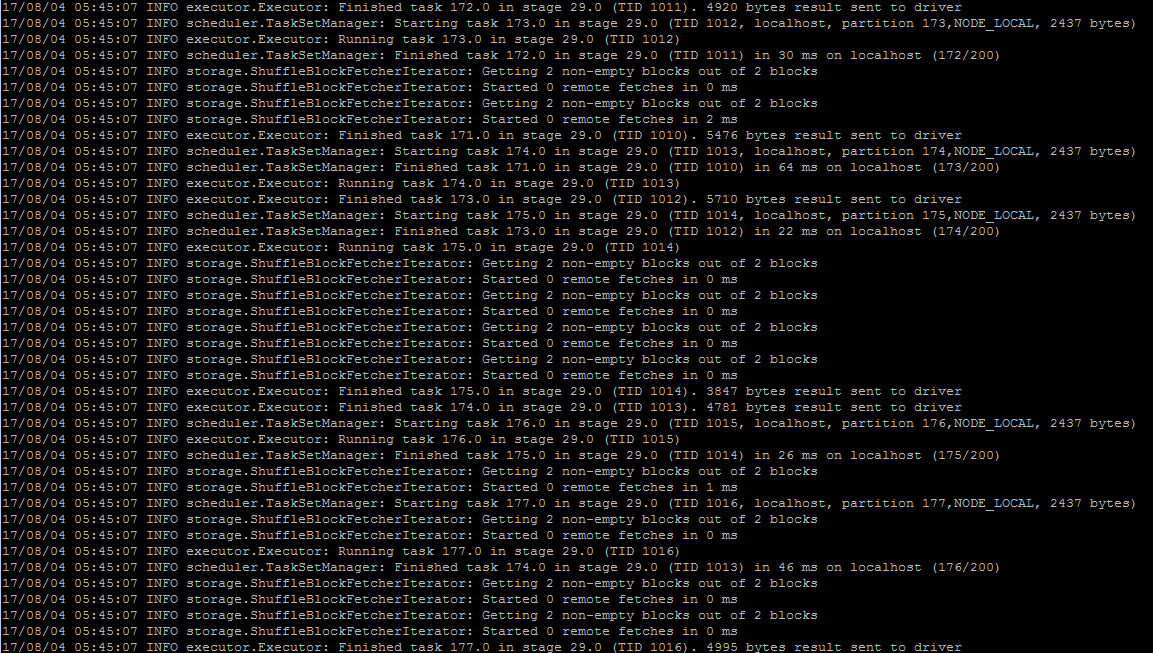 17/08/04 05:45:07 INFO executor.Executor: Finished task 172.0 in stage 29.0 (TID 1011). 4920 bytes result sent to driver
17/08/04 05:45:07 INFO scheduler.TaskSetManager: Starting task 173.0 in stage 29.0 (TID 1012, localhost, partition 173,NODE_LOCAL, 2437 bytes)
17/08/04 05:45:07 INFO executor.Executor: Running task 173.0 in stage 29.0 (TID 1012)
17/08/04 05:45:07 INFO scheduler.TaskSetManager: Finished task 172.0 in stage 29.0 (TID 1011) in 30 ms on localhost (172/200)
17/08/04 05:45:07 INFO storage.ShuffleBlockFetcherIterator: Getting 2 non-empty blocks out of 2 blocks
17/08/04 05:45:07 INFO storage.ShuffleBlockFetcherIterator: Started 0 remote fetches in 0 ms
17/08/04 05:45:07 INFO storage.ShuffleBlockFetcherIterator: Getting 2 non-empty blocks out of 2 blocks
17/08/04 05:45:07 INFO storage.ShuffleBlockFetcherIterator: Started 0 remote fetches in 2 ms
17/08/04 05:45:07 INFO executor.Executor: Finished task 171.0 in stage 29.0 (TID 1010). 5476 bytes result sent to driver
17/08/04 05:45:07 INFO scheduler.TaskSetManager: Starting task 174.0 in stage 29.0 (TID 1013, localhost, partition 174,NODE_LOCAL, 2437 bytes)
17/08/04 05:45:07 INFO scheduler.TaskSetManager: Finished task 171.0 in stage 29.0 (TID 1010) in 64 ms on localhost (173/200)
17/08/04 05:45:07 INFO executor.Executor: Running task 174.0 in stage 29.0 (TID 1013)
17/08/04 05:45:07 INFO executor.Executor: Finished task 173.0 in stage 29.0 (TID 1012). 5710 bytes result sent to driver
17/08/04 05:45:07 INFO scheduler.TaskSetManager: Starting task 175.0 in stage 29.0 (TID 1014, localhost, partition 175,NODE_LOCAL, 2437 bytes)
17/08/04 05:45:07 INFO scheduler.TaskSetManager: Finished task 173.0 in stage 29.0 (TID 1012) in 22 ms on localhost (174/200)
17/08/04 05:45:07 INFO executor.Executor: Running task 175.0 in stage 29.0 (TID 1014)
17/08/04 05:45:07 INFO storage.ShuffleBlockFetcherIterator: Getting 2 non-empty blocks out of 2 blocks
17/08/04 05:45:07 INFO storage.ShuffleBlockFetcherIterator: Started 0 remote fetches in 0 ms
17/08/04 05:45:07 INFO storage.ShuffleBlockFetcherIterator: Getting 2 non-empty blocks out of 2 blocks
17/08/04 05:45:07 INFO storage.ShuffleBlockFetcherIterator: Started 0 remote fetches in 0 ms
17/08/04 05:45:07 INFO storage.ShuffleBlockFetcherIterator: Getting 2 non-empty blocks out of 2 blocks
17/08/04 05:45:07 INFO storage.ShuffleBlockFetcherIterator: Started 0 remote fetches in 0 ms
17/08/04 05:45:07 INFO storage.ShuffleBlockFetcherIterator: Getting 2 non-empty blocks out of 2 blocks
17/08/04 05:45:07 INFO storage.ShuffleBlockFetcherIterator: Started 0 remote fetches in 0 ms
17/08/04 05:45:07 INFO executor.Executor: Finished task 175.0 in stage 29.0 (TID 1014). 3847 bytes result sent to driver
17/08/04 05:45:07 INFO executor.Executor: Finished task 174.0 in stage 29.0 (TID 1013). 4781 bytes result sent to driver
17/08/04 05:45:07 INFO scheduler.TaskSetManager: Starting task 176.0 in stage 29.0 (TID 1015, localhost, partition 176,NODE_LOCAL, 2437 bytes)
17/08/04 05:45:07 INFO executor.Executor: Running task 176.0 in stage 29.0 (TID 1015)
17/08/04 05:45:07 INFO scheduler.TaskSetManager: Finished task 175.0 in stage 29.0 (TID 1014) in 26 ms on localhost (175/200)
17/08/04 05:45:07 INFO storage.ShuffleBlockFetcherIterator: Getting 2 non-empty blocks out of 2 blocks
17/08/04 05:45:07 INFO storage.ShuffleBlockFetcherIterator: Started 0 remote fetches in 1 ms
17/08/04 05:45:07 INFO scheduler.TaskSetManager: Starting task 177.0 in stage 29.0 (TID 1016, localhost, partition 177,NODE_LOCAL, 2437 bytes)
17/08/04 05:45:07 INFO storage.ShuffleBlockFetcherIterator: Getting 2 non-empty blocks out of 2 blocks
17/08/04 05:45:07 INFO storage.ShuffleBlockFetcherIterator: Started 0 remote fetches in 0 ms
17/08/04 05:45:07 INFO executor.Executor: Running task 177.0 in stage 29.0 (TID 1016)
17/08/04 05:45:07 INFO scheduler.TaskSetManager: Finished task 174.0 in stage 29.0 (TID 1013) in 46 ms on localhost (176/200)
17/08/04 05:45:07 INFO storage.ShuffleBlockFetcherIterator: Getting 2 non-empty blocks out of 2 blocks
17/08/04 05:45:07 INFO storage.ShuffleBlockFetcherIterator: Started 0 remote fetches in 0 ms
17/08/04 05:45:07 INFO storage.ShuffleBlockFetcherIterator: Getting 2 non-empty blocks out of 2 blocks
17/08/04 05:45:07 INFO storage.ShuffleBlockFetcherIterator: Started 0 remote fetches in 0 ms
17/08/04 05:45:07 INFO executor.Executor: Finished task 177.0 in stage 29.0 (TID 1016). 4995 bytes result sent to driver